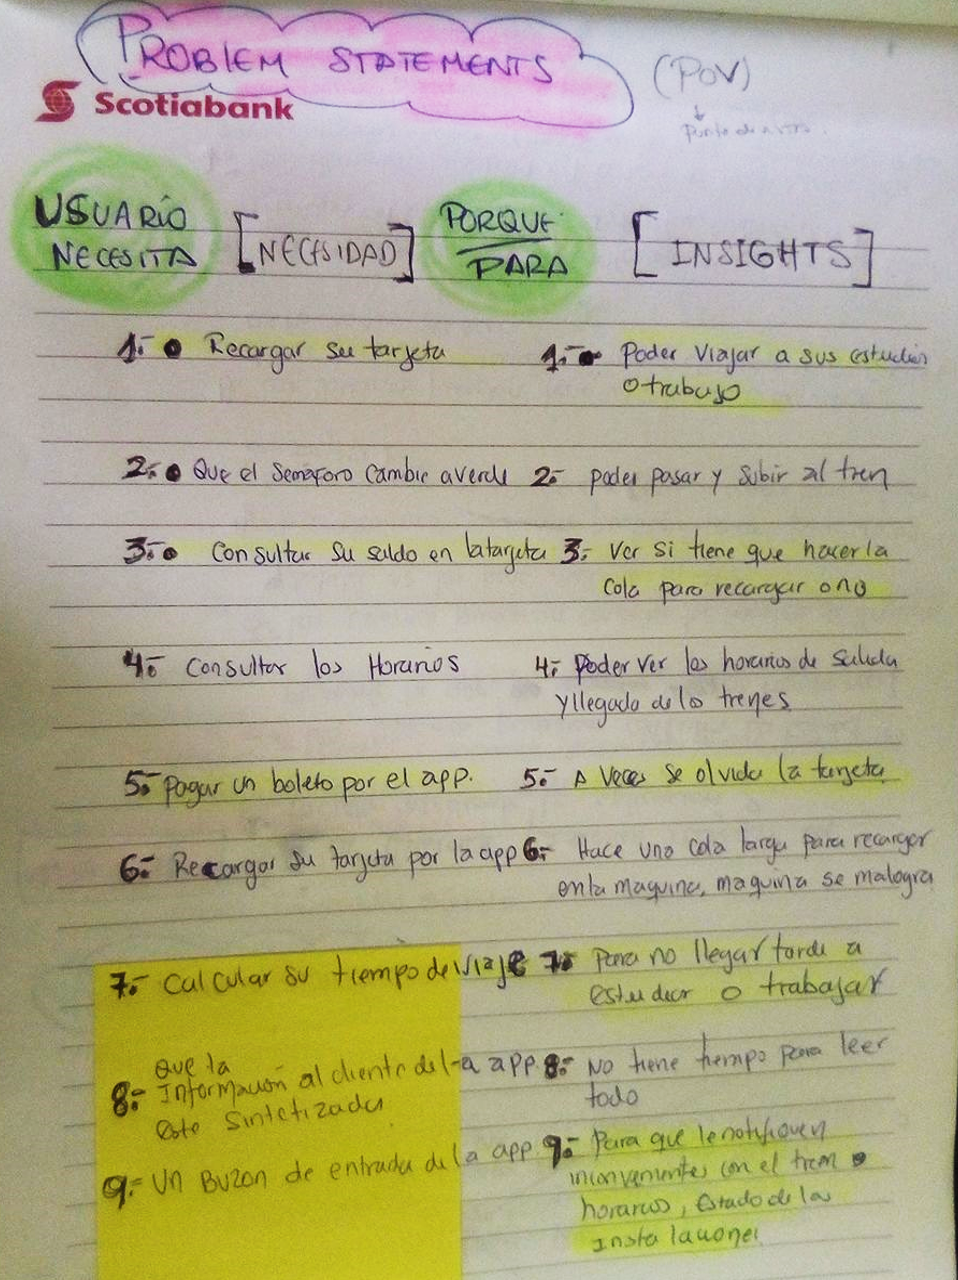 PROBLEM STATEMENTS (POV)
Scotiabank
Punto de vista.
USUARIO NECESITA [NECESIDAD] PORQUE PARA [INSIGHTS]
1.- Recargar su tarjeta
1.- Poder viajar a sus estudios
o trabajo
2.- Que el semaforo cambie a verde
2.- poder pasar y subir al tren
3.- Consultar su saldo en la tarjeta
3.- Ver si tiene que hacer la
cola para recargar o no
4.- Consultar los Horarios
4.- Poder ver los horarios de salida
y llegada de los trenes
5.- Pagar un boleto por el app.
5.- A veces se olvida la tarjeta
6.- Recargar su tarjeta por la app
6.- Hace una cola larga para recargar
en la maquina, maquina se malogra
7.- Calcular su tiempo de viaje
7.- Para no llegar tarde a
estudiar o trabajar
8.- que la
Información al cliente de la app
este sintetizada
8.- No tiene tiempo para leer
todo
9.- Un Buzon de entrada de la app
9.- Para que le notifiquen
inconvenientes con el tren
horarios, Estado de las
Instalaciones